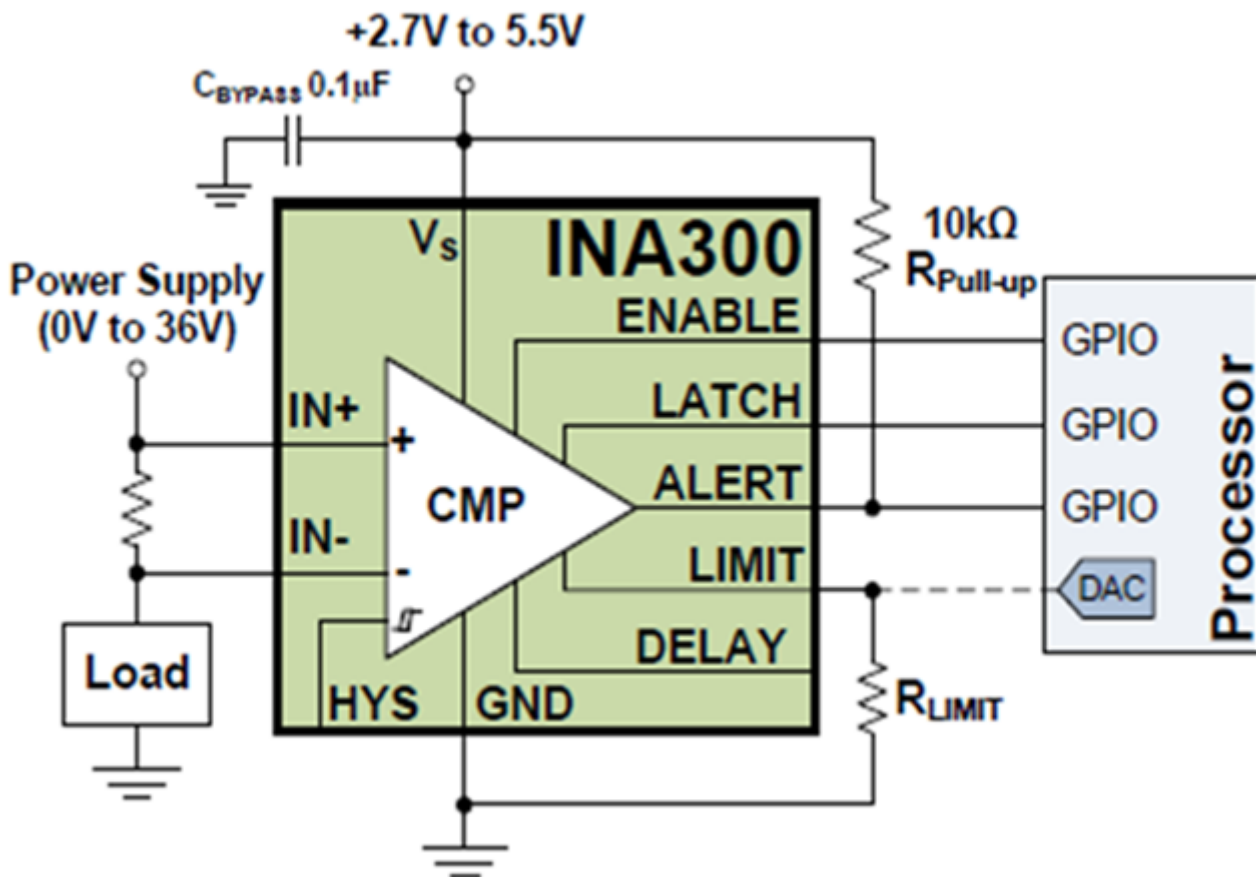 +2.7V to 5.5V
CBYPASS 0.1µF
VS
INA300
10kΩ
RPull-up
Power Supply
(0V to 36V)
ENABLE
GPIO
IN+
LATCH
GPIO
+
CMP
ALERT
GPIO
IN-
-
LIMIT
DAC
Processor
DELAY
Load
HYS
GND
RLIMIT